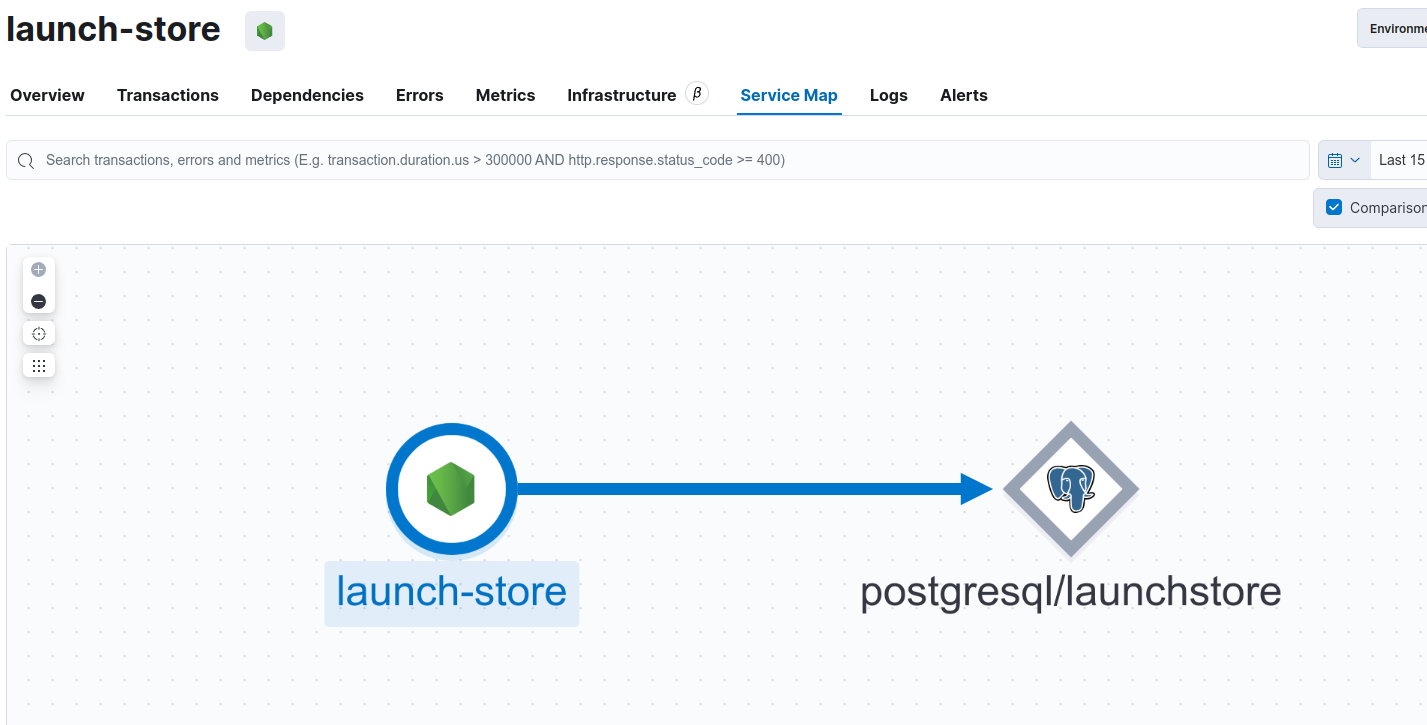 launch-store
Environme
Overview Transactions Dependencies Errors Metrics Infrastructure β Service Map Logs Alerts
Search transactions, errors and metrics (E.g. transaction.duration.us > 300000 AND http.response.status_code >= 400)
Last 15
Comparison
launch-store
postgresql/launchstore